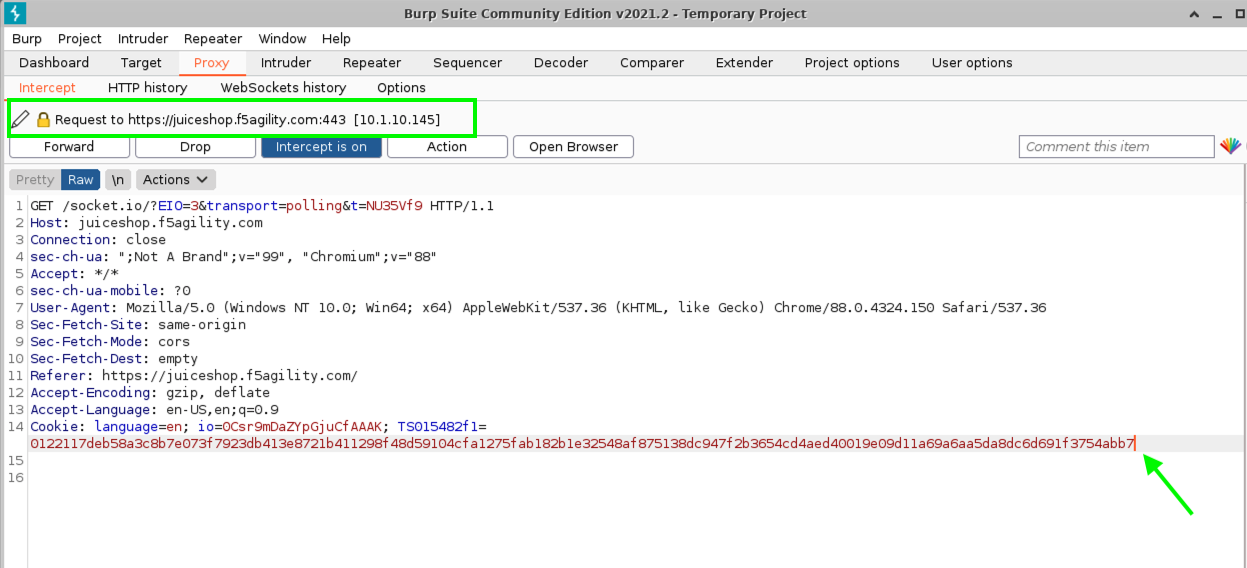 Burp Suite Community Edition v2021.2 - Temporary Project
Burp Project Intruder Repeater Window Help
Dashboard Target Proxy Intruder Repeater Sequencer Decoder Comparer Extender Project options User options
Intercept HTTP history WebSockets history Options
Request to https://juiceshop.f5agility.com:443 [10.1.10.145]
Forward Drop Intercept is on Action Open Browser Comment this item
Pretty Raw \n Actions
1 GET /socket.io/?EIO=3&transport=polling&t=NU35Vf9 HTTP/1.1
2 Host: juiceshop.f5agility.com
3 Connection: close
4 sec-ch-ua: ";Not A Brand";v="99", "Chromium";v="88"
5 Accept: */*
6 sec-ch-ua-mobile: ?0
7 User-Agent: Mozilla/5.0 (Windows NT 10.0; Win64; x64) AppleWebKit/537.36 (KHTML, like Gecko) Chrome/88.0.4324.150 Safari/537.36
8 Sec-Fetch-Site: same-origin
9 Sec-Fetch-Mode: cors
10 Sec-Fetch-Dest: empty
11 Referer: https://juiceshop.f5agility.com/
12 Accept-Encoding: gzip, deflate
13 Accept-Language: en-US,en;q=0.9
14 Cookie: language=en; io=0Csr9mDaZYpGjuCfAAAK; TS015482f1=
0122117deb58a3c8b7e073f7923db413e8721b411298f48d59104cfa1275fab182b1e32548af875138dc947f2b3654cd4aed40019e09d11a69a6aa5da8dc6d691f3754abb7
15
16